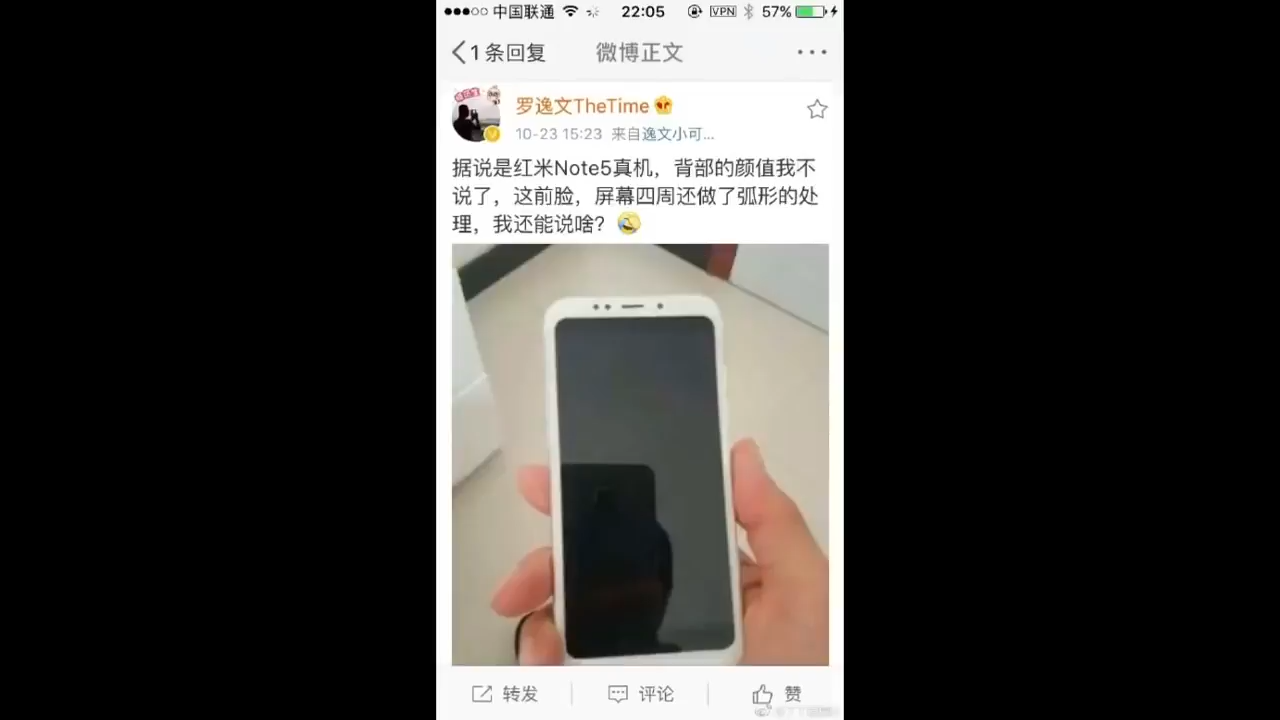 中国联通 22:05 VPN 57%
1条回复 微博正文
罗逸文TheTime
10-23 15:23 来自逸文小可...
据说是红米Note5真机，背部的颜值我不
说了，这前脸，屏幕四周还做了弧形的处
理，我还能说啥？
转发 评论 赞